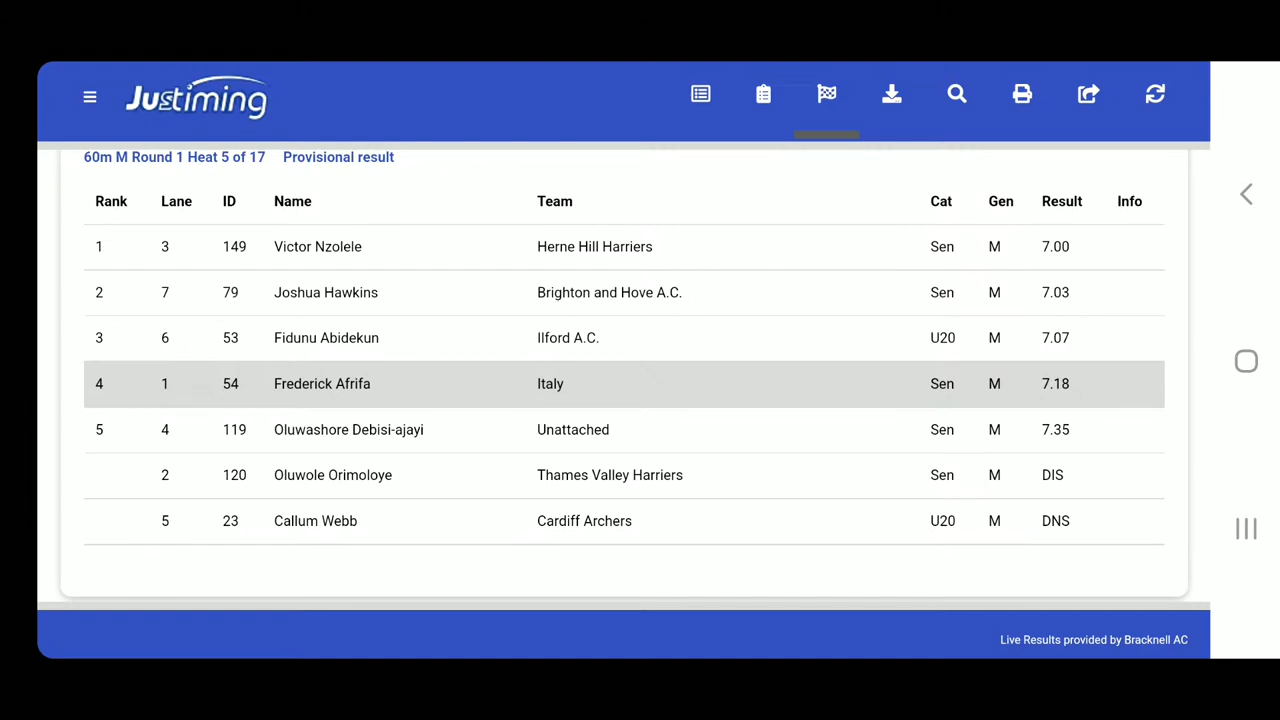 Justiming
60m M Round 1 Heat 5 of 17 Provisional result
Rank Lane ID Name Team Cat Gen Result Info
1 3 149 Victor Nzolele Herne Hill Harriers Sen M 7.00
2 7 79 Joshua Hawkins Brighton and Hove A.C. Sen M 7.03
3 6 53 Fidunu Abidekun Ilford A.C. U20 M 7.07
4 1 54 Frederick Afrifa Italy Sen M 7.18
5 4 119 Oluwashore Debisi-ajayi Unattached Sen M 7.35
2 120 Oluwole Orimoloye Thames Valley Harriers Sen M DIS
5 23 Callum Webb Cardiff Archers U20 M DNS
Live Results provided by Bracknell AC